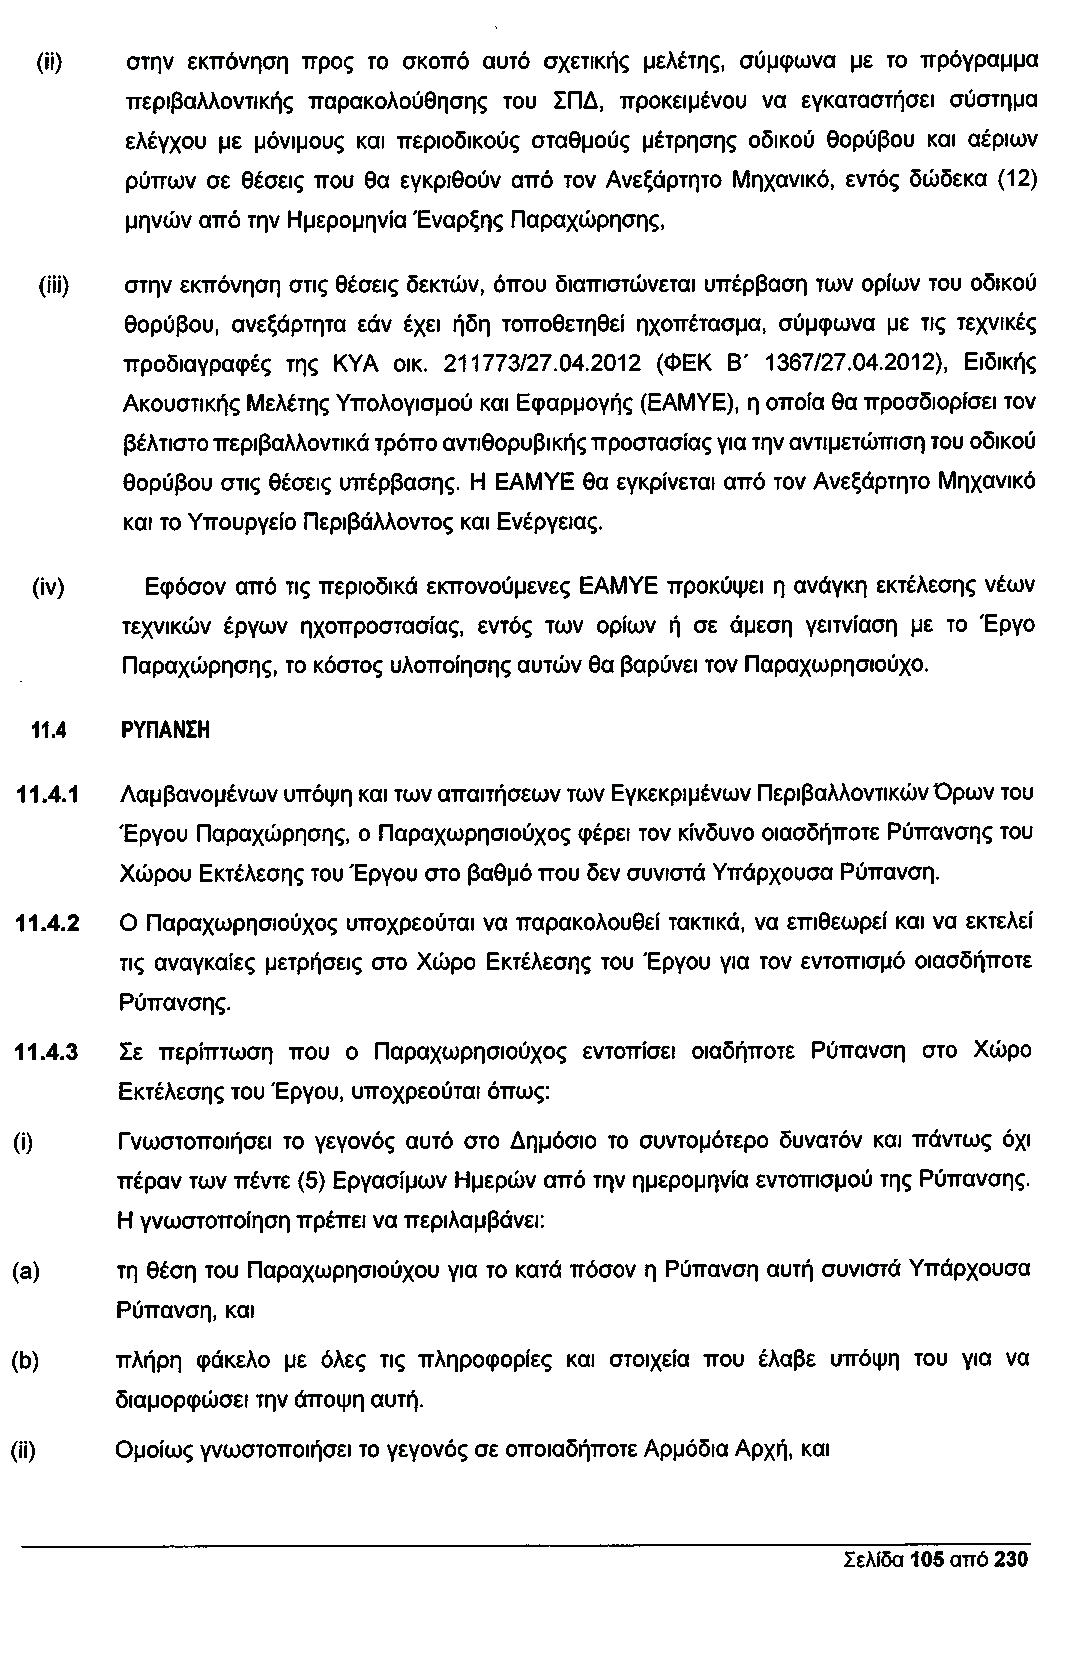 (ii) στην εκπόνηση προς το σκοπό αυτό σχετικής μελέτης, σύμφωνα με το πρόγραμμα
περιβαλλοντικής παρακολούθησης του ΣΠΔ, προκειμένου να εγκαταστήσει σύστημα
ελέγχου με μόνιμους και περιοδικούς σταθμούς μέτρησης οδικού θορύβου και αέριων
ρύπων σε θέσεις που θα εγκριθούν από τον Ανεξάρτητο Μηχανικό, εντός δώδεκα (12)
μηνών από την Ημερομηνία Έναρξης Παραχώρησης,
(iii) στην εκπόνηση στις θέσεις δεκτών, όπου διαπιστώνεται υπέρβαση των ορίων του οδικού
θορύβου, ανεξάρτητα εάν έχει ήδη τοποθετηθεί ηχοπέτασμα, σύμφωνα με τις τεχνικές
προδιαγραφές της ΚΥΑ οικ. 211773/27.04.2012 (ΦΕΚ Β' 1367/27.04.2012), Ειδικής
Ακουστικής Μελέτης Υπολογισμού και Εφαρμογής (ΕΑΜΥΕ), η οποία θα προσδιορίσει τον
βέλτιστο περιβαλλοντικά τρόπο αντιθορυβικής προστασίας για την αντιμετώπιση του οδικού
θορύβου στις θέσεις υπέρβασης. Η ΕΑΜΥΕ θα εγκρίνεται από τον Ανεξάρτητο Μηχανικό
και το Υπουργείο Περιβάλλοντος και Ενέργειας.
(iv) Εφόσον από τις περιοδικά εκπονούμενες ΕΑΜΥΕ προκύψει η ανάγκη εκτέλεσης νέων
τεχνικών έργων ηχοπροστασίας, εντός των ορίων ή σε άμεση γειτνίαση με το Έργο
Παραχώρησης, το κόστος υλοποίησης αυτών θα βαρύνει τον Παραχωρησιούχο.
11.4 ΡΥΠΑΝΣΗ
11.4.1 Λαμβανομένων υπόψη και των απαιτήσεων των Εγκεκριμένων Περιβαλλοντικών Όρων του
Έργου Παραχώρησης, ο Παραχωρησιούχος φέρει τον κίνδυνο οιασδήποτε Ρύπανσης του
Χώρου Εκτέλεσης του Έργου στο βαθμό που δεν συνιστά Υπάρχουσα Ρύπανση.
11.4.2 Ο Παραχωρησιούχος υποχρεούται να παρακολουθεί τακτικά, να επιθεωρεί και να εκτελεί
τις αναγκαίες μετρήσεις στο Χώρο Εκτέλεσης του Έργου για τον εντοπισμό οιασδήποτε
Ρύπανσης.
11.4.3 Σε περίπτωση που ο Παραχωρησιούχος εντοπίσει οιαδήποτε Ρύπανση στο Χώρο
Εκτέλεσης του Έργου, υποχρεούται όπως:
(i) Γνωστοποιήσει το γεγονός αυτό στο Δημόσιο το συντομότερο δυνατόν και πάντως όχι
πέραν των πέντε (5) Εργασίμων Ημερών από την ημερομηνία εντοπισμού της Ρύπανσης.
Η γνωστοποίηση πρέπει να περιλαμβάνει:
(a) τη θέση του Παραχωρησιούχου για το κατά πόσον η Ρύπανση αυτή συνιστά Υπάρχουσα
Ρύπανση, και
(b) πλήρη φάκελο με όλες τις πληροφορίες και στοιχεία που έλαβε υπόψη του για να
διαμορφώσει την άποψη αυτή.
(ii) Ομοίως γνωστοποιήσει το γεγονός σε οποιαδήποτε Αρμόδια Αρχή, και
Σελίδα 105 από 230